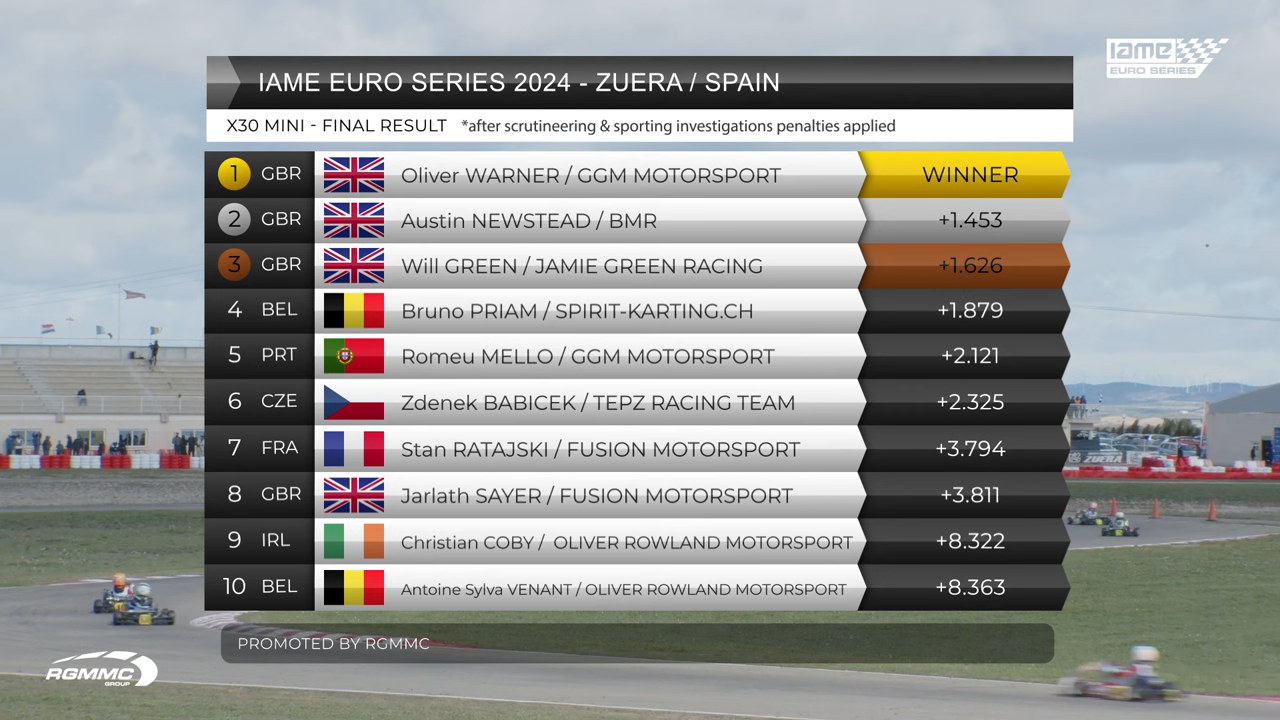 IAME
EURO SERIES
IAME EURO SERIES 2024 - ZUERA / SPAIN
X30 MINI - FINAL RESULT *after scrutineering & sporting investigations penalties applied
1 GBR Oliver WARNER / GGM MOTORSPORT WINNER
2 GBR Austin NEWSTEAD / BMR +1.453
3 GBR Will GREEN / JAMIE GREEN RACING +1.626
4 BEL Bruno PRIAM / SPIRIT-KARTING.CH +1.879
5 PRT Romeu MELLO / GGM MOTORSPORT +2.121
6 CZE Zdenek BABICEK / TEPZ RACING TEAM +2.325
7 FRA Stan RATAJSKI / FUSION MOTORSPORT +3.794
8 GBR Jarlath SAYER / FUSION MOTORSPORT +3.811
9 IRL Christian COBY / OLIVER ROWLAND MOTORSPORT +8.322
10 BEL Antoine Sylva VENANT / OLIVER ROWLAND MOTORSPORT +8.363
ZUERA
PROMOTED BY RGMMC
RGMMC
GROUP